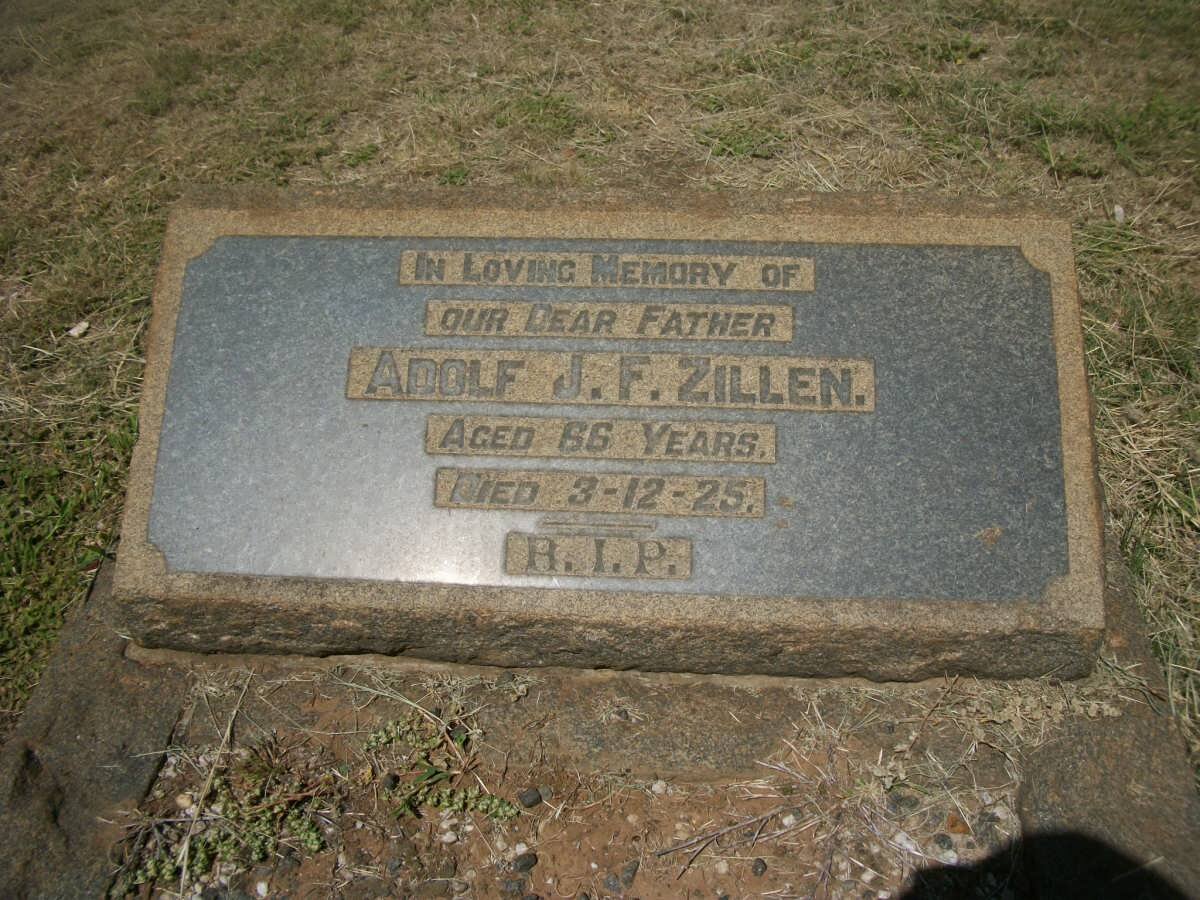 In Loving Memory of
our Dear Father
Adolf J. F. Zillen.
Aged 66 Years.
Died 3-12-25.
R.I.P.